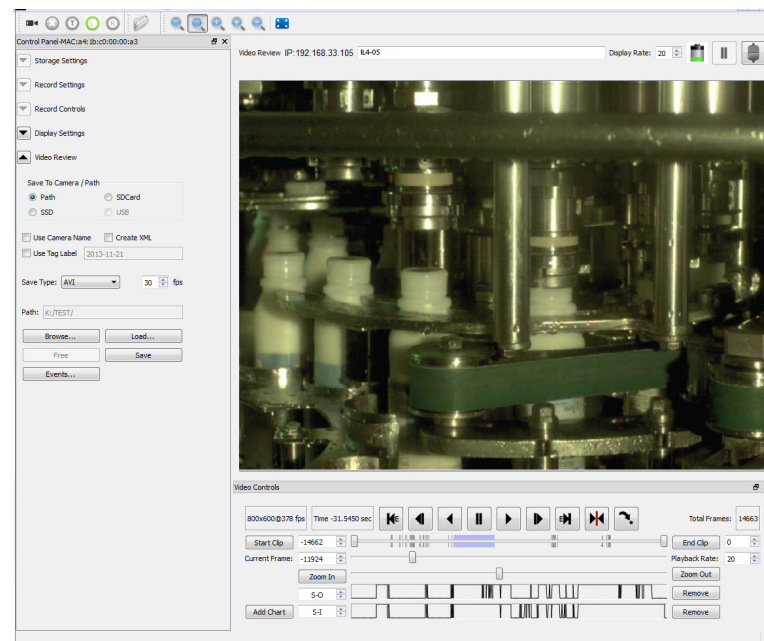 Control Panel-MAC:a4:1b:c0:00:00:a3
Storage Settings
Record Settings
Record Controls
Display Settings
Video Review
Save To Camera / Path
Path SDCard
SSD USB
Use Camera Name Create XML
Use Tag Label 2013-11-21
Save Type: AVI 30 fps
Path: K:/TEST/
Browse... Load...
Free Save
Events...
Video Review IP:192.168.33.105 IL4-05 Display Rate: 20
Video Controls
800x600@378 fps Time -31.5450 sec Total Frames: 14663
Start Clip -14662 End Clip 0
Current Frame: -11924 Playback Rate: 20
Zoom In Zoom Out
S-O Remove
Add Chart S-I Remove